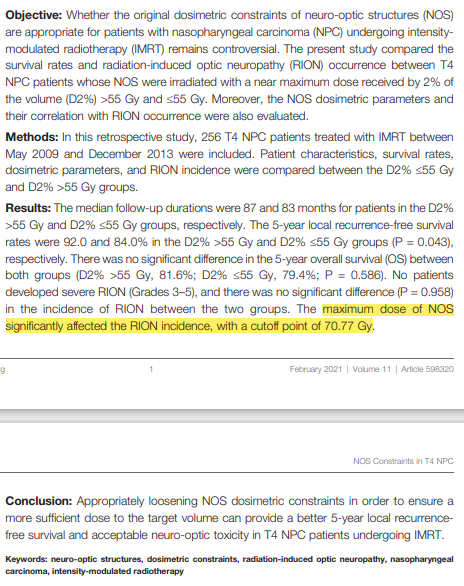 Objective: Whether the original dosimetric constraints of neuro-optic structures (NOS)
are appropriate for patients with nasopharyngeal carcinoma (NPC) undergoing intensity-
modulated radiotherapy (IMRT) remains controversial. The present study compared the
survival rates and radiation-induced optic neuropathy (RION) occurrence between T4
NPC patients whose NOS were irradiated with a near maximum dose received by 2% of
the volume (D2%) >55 Gy and ≤55 Gy. Moreover, the NOS dosimetric parameters and
their correlation with RION occurrence were also evaluated.
Methods: In this retrospective study, 256 T4 NPC patients treated with IMRT between
May 2009 and December 2013 were included. Patient characteristics, survival rates,
dosimetric parameters, and RION incidence were compared between the D2% ≤55 Gy
and D2% >55 Gy groups.
Results: The median follow-up durations were 87 and 83 months for patients in the D2%
>55 Gy and D2% ≤55 Gy groups, respectively. The 5-year local recurrence-free survival
rates were 92.0 and 84.0% in the D2% >55 Gy and D2% ≤55 Gy groups (P = 0.043),
respectively. There was no significant difference in the 5-year overall survival (OS) between
both groups (D2% >55 Gy, 81.6%; D2% ≤55 Gy, 79.4%; P = 0.586). No patients
developed severe RION (Grades 3–5), and there was no significant difference (P = 0.958)
in the incidence of RION between the two groups. The maximum dose of NOS
significantly affected the RION incidence, with a cutoff point of 70.77 Gy.
g 1 February 2021 | Volume 11 | Article 598320
NOS Constraints in T4 NPC
Conclusion: Appropriately loosening NOS dosimetric constraints in order to ensure a
more sufficient dose to the target volume can provide a better 5-year local recurrence-
free survival and acceptable neuro-optic toxicity in T4 NPC patients undergoing IMRT.
Keywords: neuro-optic structures, dosimetric constraints, radiation-induced optic neuropathy, nasopharyngeal
carcinoma, intensity-modulated radiotherapy